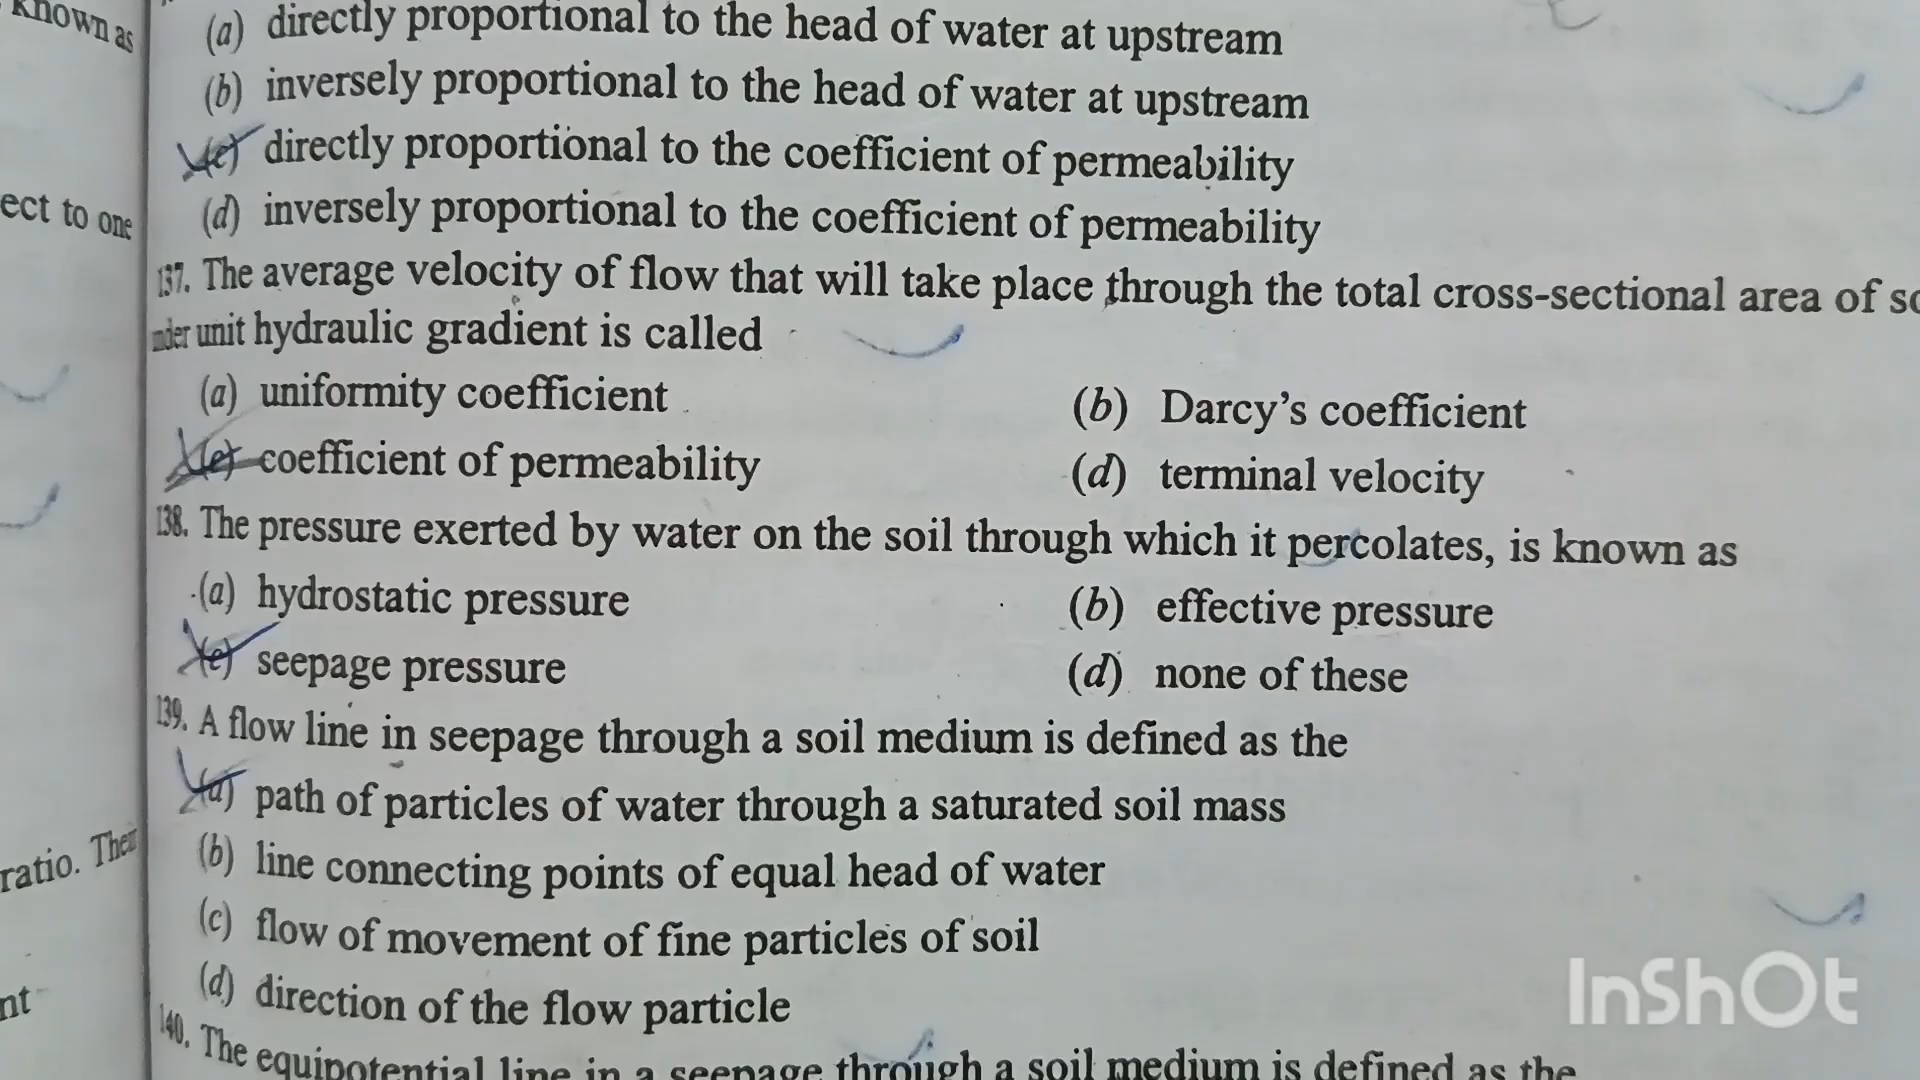 known as
(a) directly proportional to the head of water at upstream
(b) inversely proportional to the head of water at upstream
(c) directly proportional to the coefficient of permeability
ect to one
(d) inversely proportional to the coefficient of permeability
137. The average velocity of flow that will take place through the total cross-sectional area of
under unit hydraulic gradient is called
(a) uniformity coefficient (b) Darcy's coefficient
(c) coefficient of permeability (d) terminal velocity
138. The pressure exerted by water on the soil through which it percolates, is known as
(a) hydrostatic pressure (b) effective pressure
(c) seepage pressure (d) none of these
139. A flow line in seepage through a soil medium is defined as the
(a) path of particles of water through a saturated soil mass
ratio. Then
(b) line connecting points of equal head of water
(c) flow of movement of fine particles of soil
(d) direction of the flow particle
nt
140. The equipotential line in a seepage through a soil medium is defined as the
InShOt